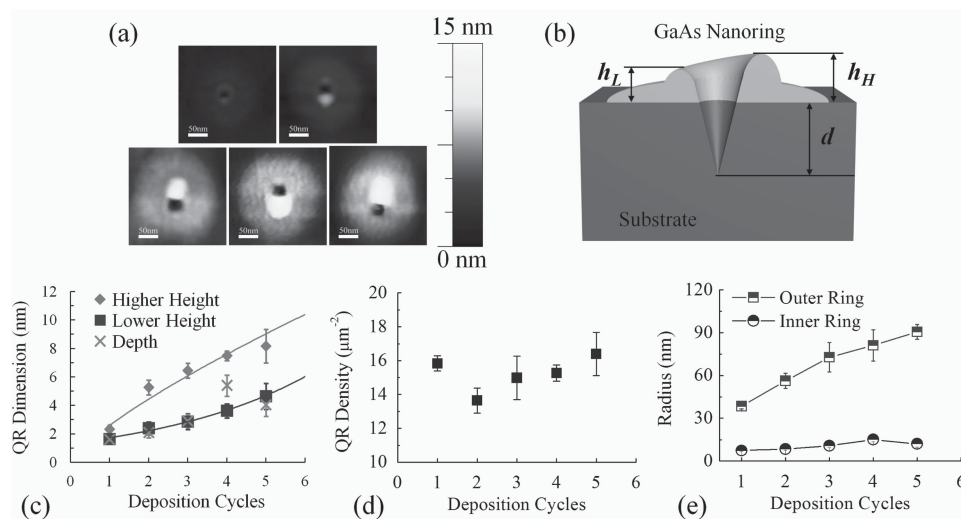 (a)
15 nm
50nm
50nm
50nm
50nm
50nm
0 nm
(b)
GaAs Nanoring
hL
hH
d
Substrate
QR Dimension (nm)
12
10
8
6
4
2
0
Higher Height
Lower Height
Depth
0 1 2 3 4 5 6
Deposition Cycles
(c)
QR Density (μm⁻²)
20
18
16
14
12
10
0 1 2 3 4 5 6
Deposition Cycles
(d)
Radius (nm)
90
60
30
0
Outer Ring
Inner Ring
1 2 3 4 5 6
Deposition Cycles
(e)